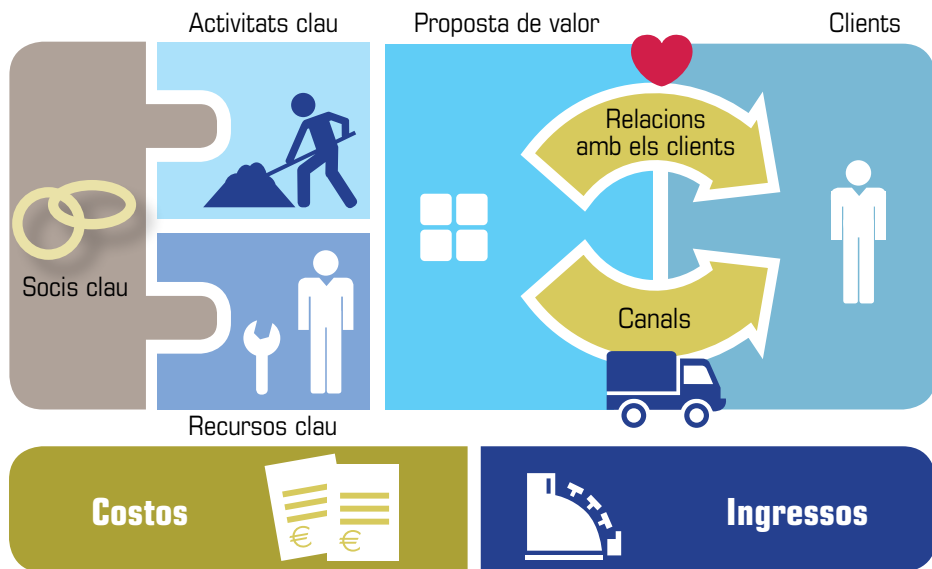 Activitats clau
Proposta de valor
Clients
Relacions
amb els clients
Socis clau
Canals
Recursos clau
Costos
€
€
Ingressos